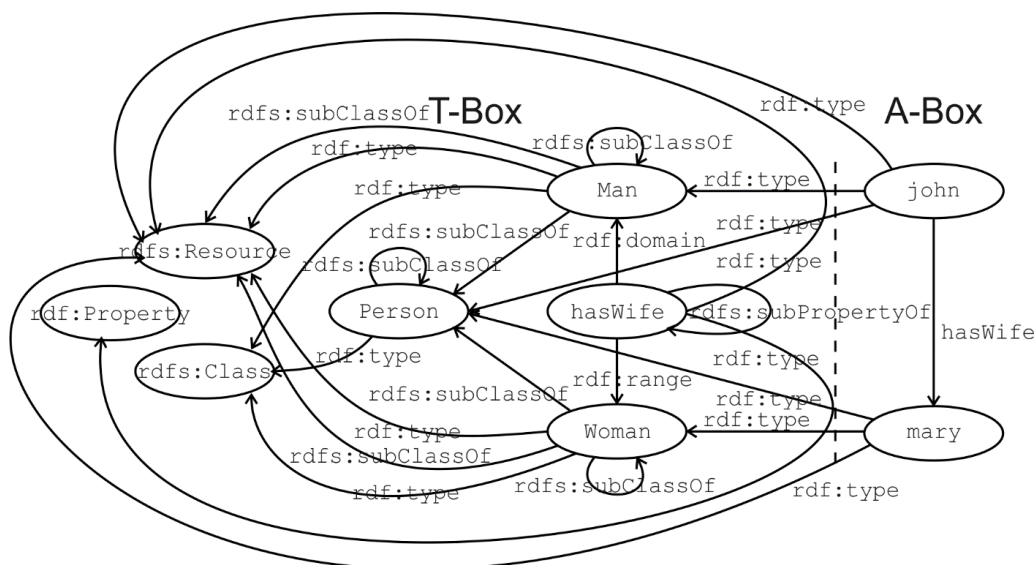 rdf:type
T-Box
A-Box
rdfs:subClassOf
rdf:type
rdfs:subClassOf
rdf:type
Man
rdf:type
john
rdfs:subClassOf
rdf:type
rdfs:Resource
rdf:domain
rdfs:subClassOf
rdf:type
rdf:Property
Person
hasWife
rdfs:subPropertyOf
hasWife
rdf:type
rdf:type
rdfs:Class
rdf:range
rdfs:subClassOf
rdf:type
rdf:type
rdf:type
Woman
mary
rdfs:subClassOf
rdf:type
rdfs:subClassOf
rdf:type